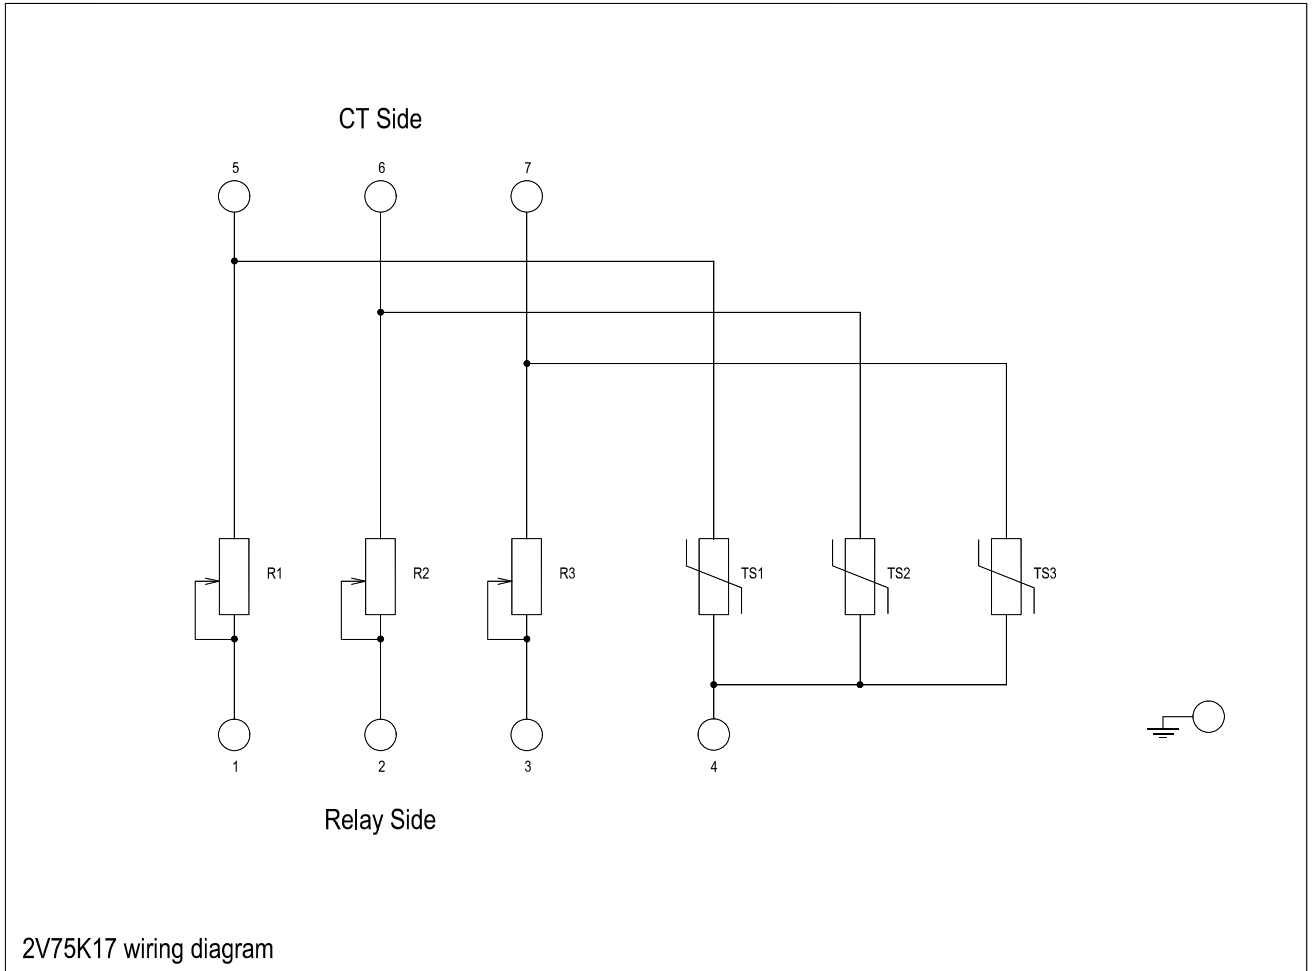 CT Side
5 6 7
R1 R2 R3 TS1 TS2 TS3
1 2 3 4
Relay Side
2V75K17 wiring diagram